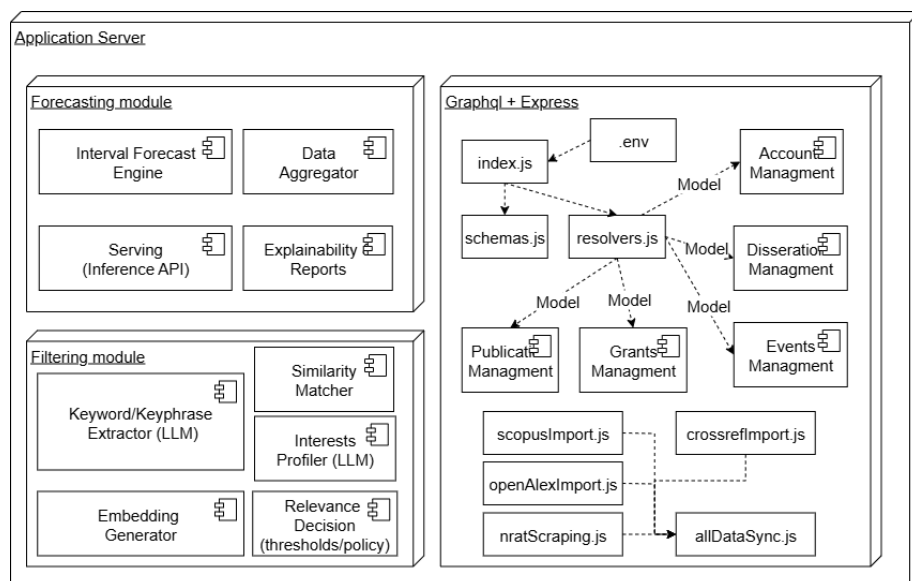 Application Server
Forecasting module
Interval Forecast
Engine
Data
Aggregator
Serving
(Inference API)
Explainability
Reports
Filtering module
Keyword/Keyphrase
Extractor (LLM)
Similarity
Matcher
Interests
Profiler (LLM)
Embedding
Generator
Relevance
Decision
(thresholds/policy)
Graphql + Express
.env
index.js
Account
Managment
Model
schemas.js
resolvers.js
Model
Disseration
Managment
Model
Model
Model
Publicati
Managment
Grants
Managment
Events
Managment
scopusImport.js
crossrefImport.js
openAlexImport.js
nratScraping.js
allDataSync.js